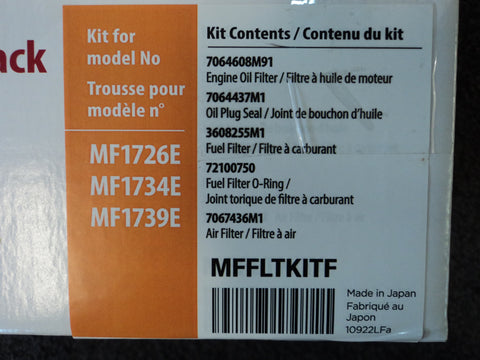 ack
Kit for
model No
Trousse pour
modèle n°
MF1726E
MF1734E
MF1739E
Kit Contents / Contenu du kit
7064608M91
Engine Oil Filter / Filtre à huile de moteur
7064437M1
Oil Plug Seal / Joint de bouchon d'huile
3608255M1
Fuel Filter / Filtre à carburant
72100750
Fuel Filter O-Ring /
Joint torique de filtre à carburant
7067436M1
Air Filter / Filtre à air
MFFLTKITF
Made in Japan
Fabriqué au
Japon
10922LFa